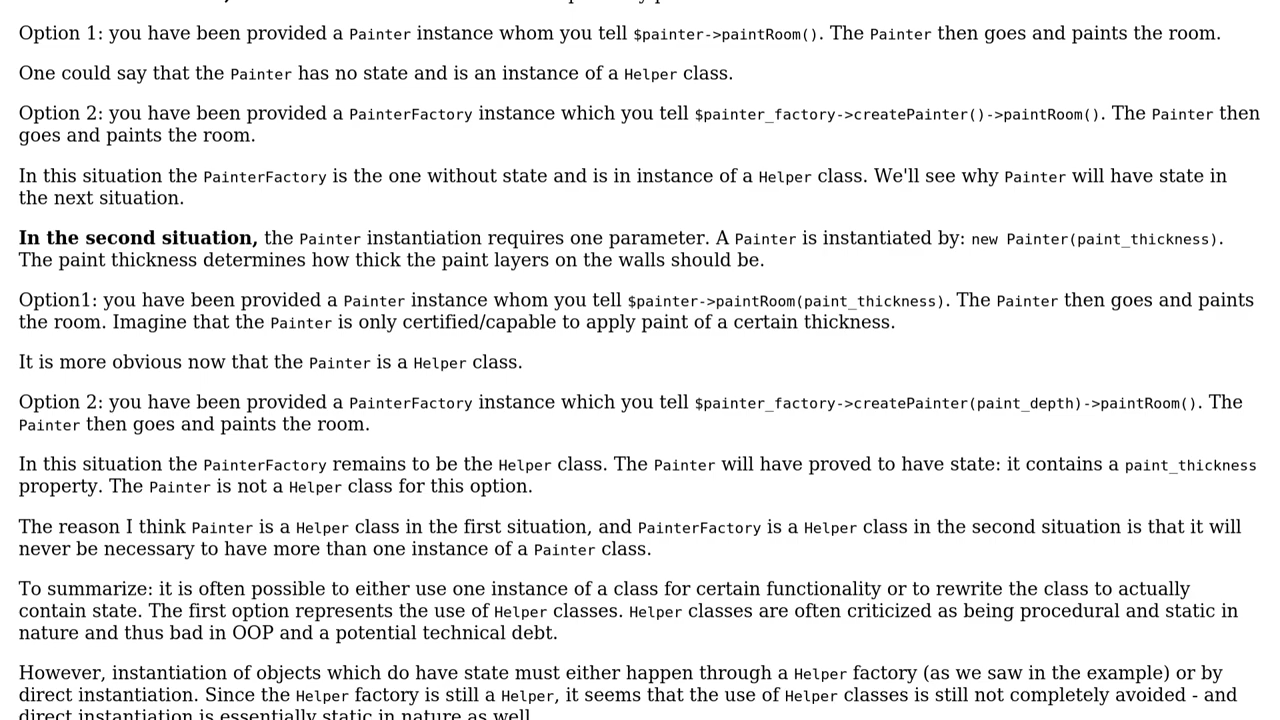 Option 1: you have been provided a Painter instance whom you tell $painter->paintRoom(). The Painter then goes and paints the room.
One could say that the Painter has no state and is an instance of a Helper class.
Option 2: you have been provided a PainterFactory instance which you tell $painter_factory->createPainter()->paintRoom(). The Painter then
goes and paints the room.
In this situation the PainterFactory is the one without state and is in instance of a Helper class. We'll see why Painter will have state in
the next situation.
In the second situation, the Painter instantiation requires one parameter. A Painter is instantiated by: new Painter(paint_thickness).
The paint thickness determines how thick the paint layers on the walls should be.
Option1: you have been provided a Painter instance whom you tell $painter->paintRoom(paint_thickness). The Painter then goes and paints
the room. Imagine that the Painter is only certified/capable to apply paint of a certain thickness.
It is more obvious now that the Painter is a Helper class.
Option 2: you have been provided a PainterFactory instance which you tell $painter_factory->createPainter(paint_depth)->paintRoom(). The
Painter then goes and paints the room.
In this situation the PainterFactory remains to be the Helper class. The Painter will have proved to have state: it contains a paint_thickness
property. The Painter is not a Helper class for this option.
The reason I think Painter is a Helper class in the first situation, and PainterFactory is a Helper class in the second situation is that it will
never be necessary to have more than one instance of a Painter class.
To summarize: it is often possible to either use one instance of a class for certain functionality or to rewrite the class to actually
contain state. The first option represents the use of Helper classes. Helper classes are often criticized as being procedural and static in
nature and thus bad in OOP and a potential technical debt.
However, instantiation of objects which do have state must either happen through a Helper factory (as we saw in the example) or by
direct instantiation. Since the Helper factory is still a Helper, it seems that the use of Helper classes is still not completely avoided - and
direct instantiation is essentially static in nature as well.